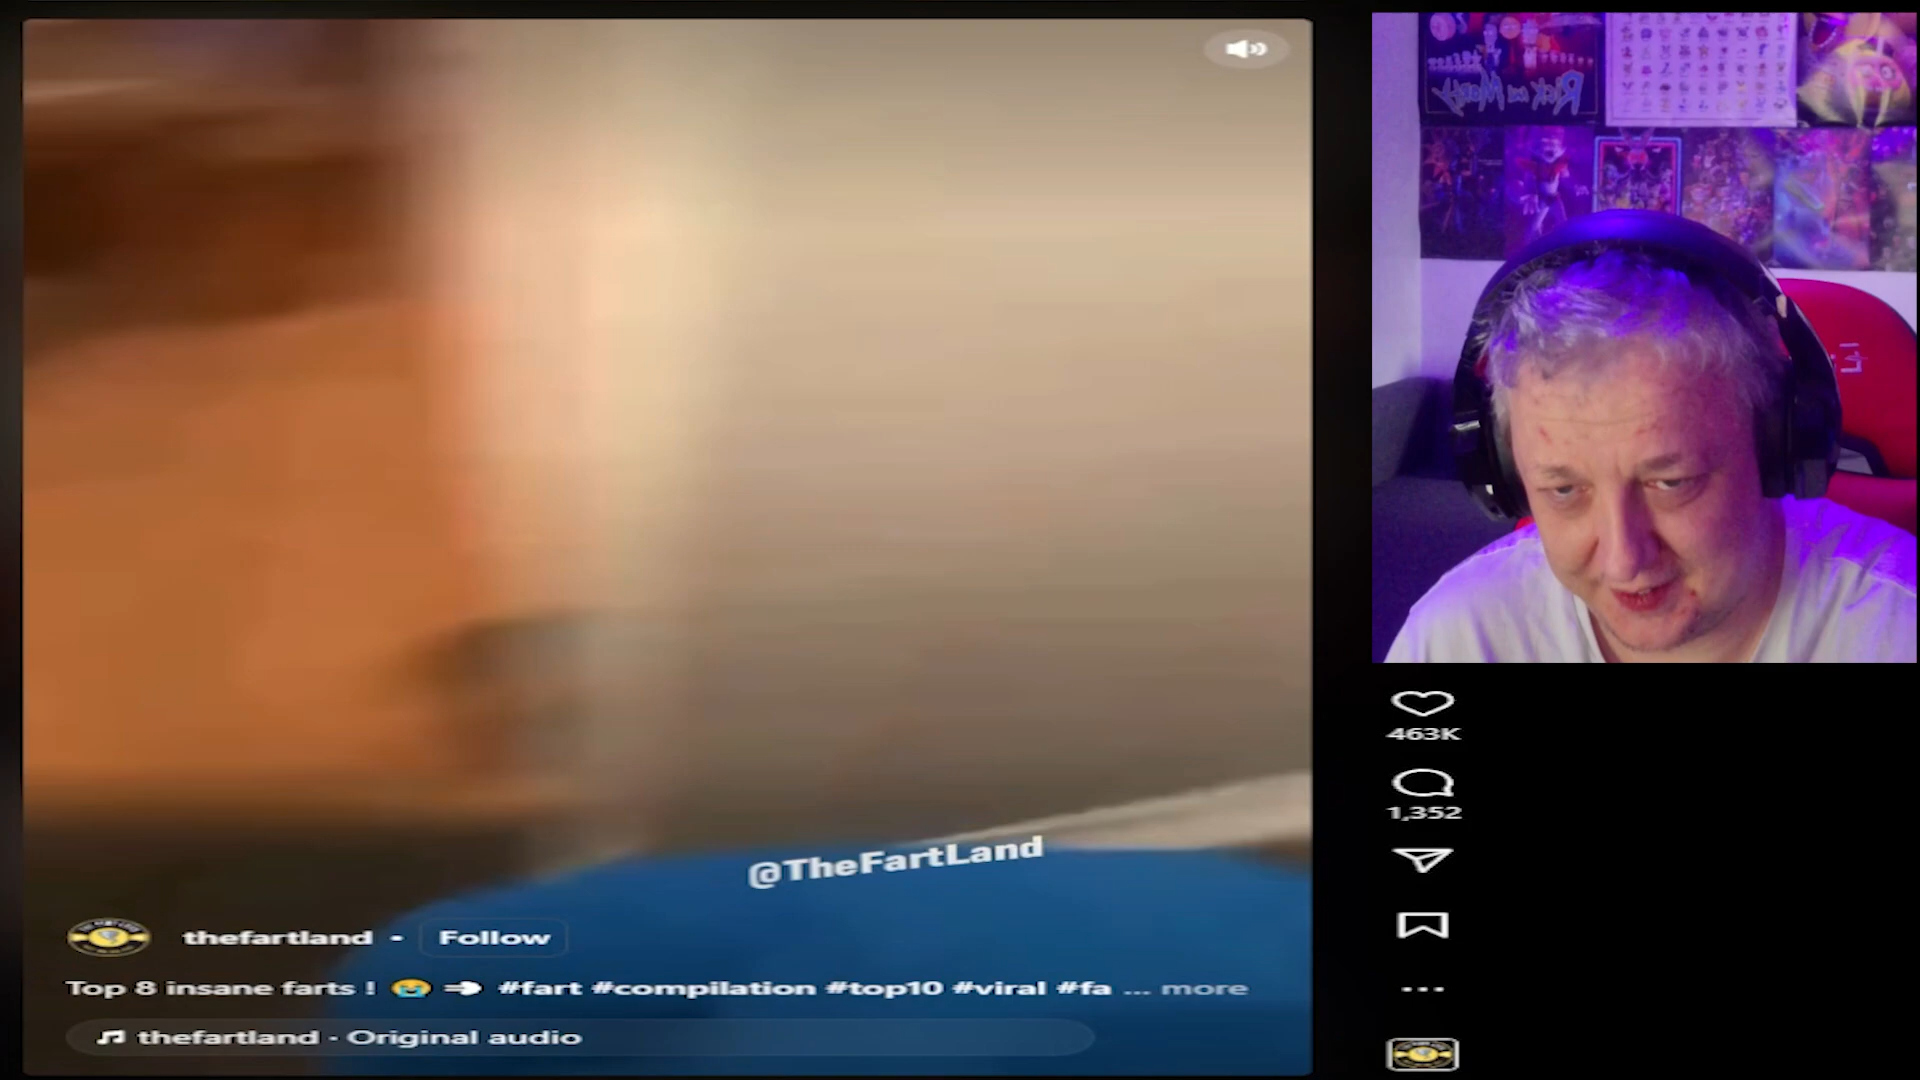 @TheFartLand
thefartland • Follow
Top 8 insane farts ! 😭 #fart #compilation #top10 #viral #fa ... more
thefartland - Original audio
Rick and Morty
463K
1,352